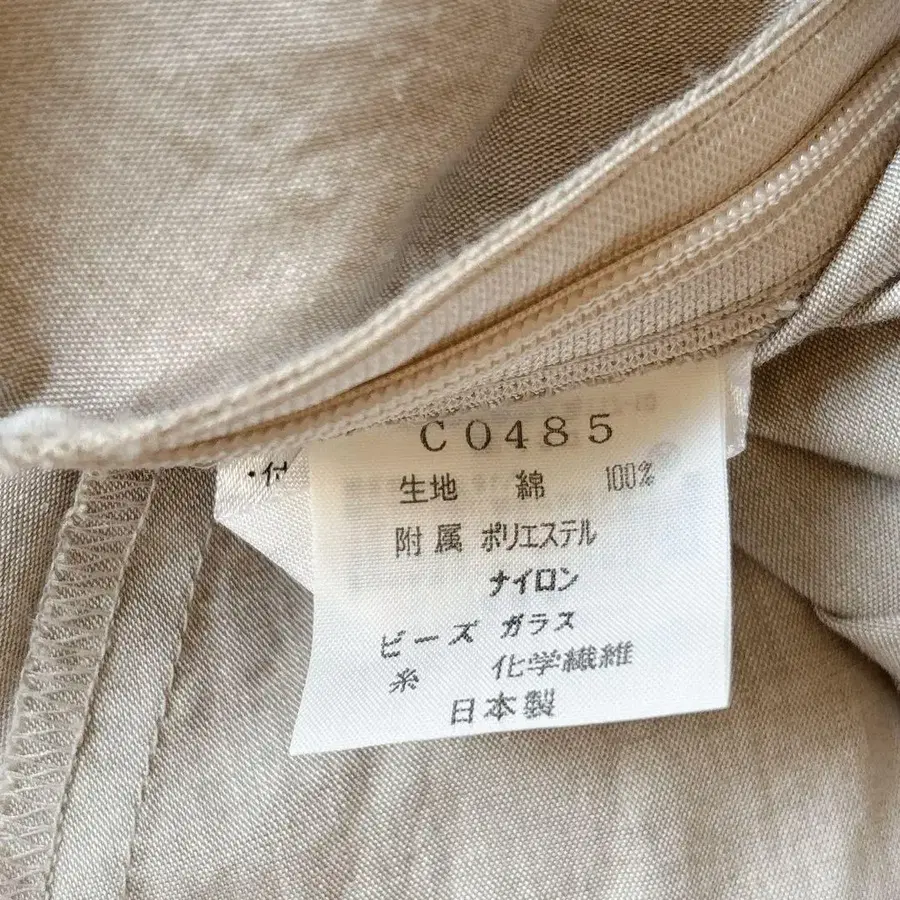 C0485
生地 綿 100%
附属 ポリエステル
ナイロン
ビーズ ガラス
糸 化学繊維
日本製